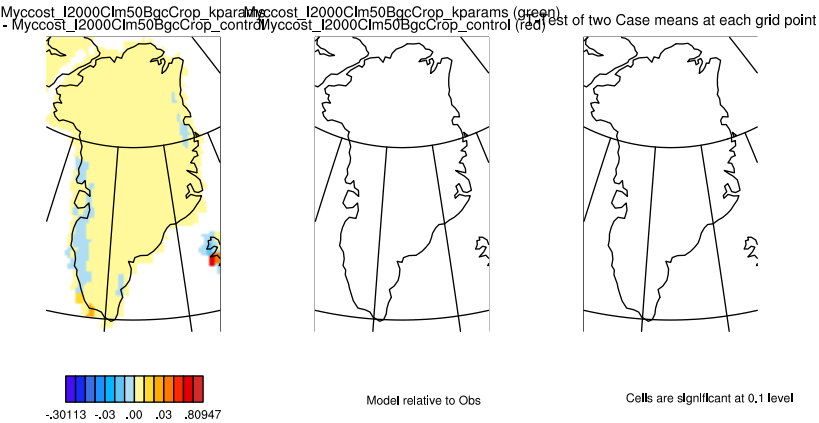 Myccost_I2000Clm50BgcCrop_kparams
- Myccost_I2000Clm50BgcCrop_control
Myccost_I2000Clm50BgcCrop_kparams (green)
Myccost_I2000Clm50BgcCrop_control (red)
T-Test of two Case means at each grid point
-.30113 -.03 .00 .03 .80947
Model relative to Obs
Cells are significant at 0.1 level